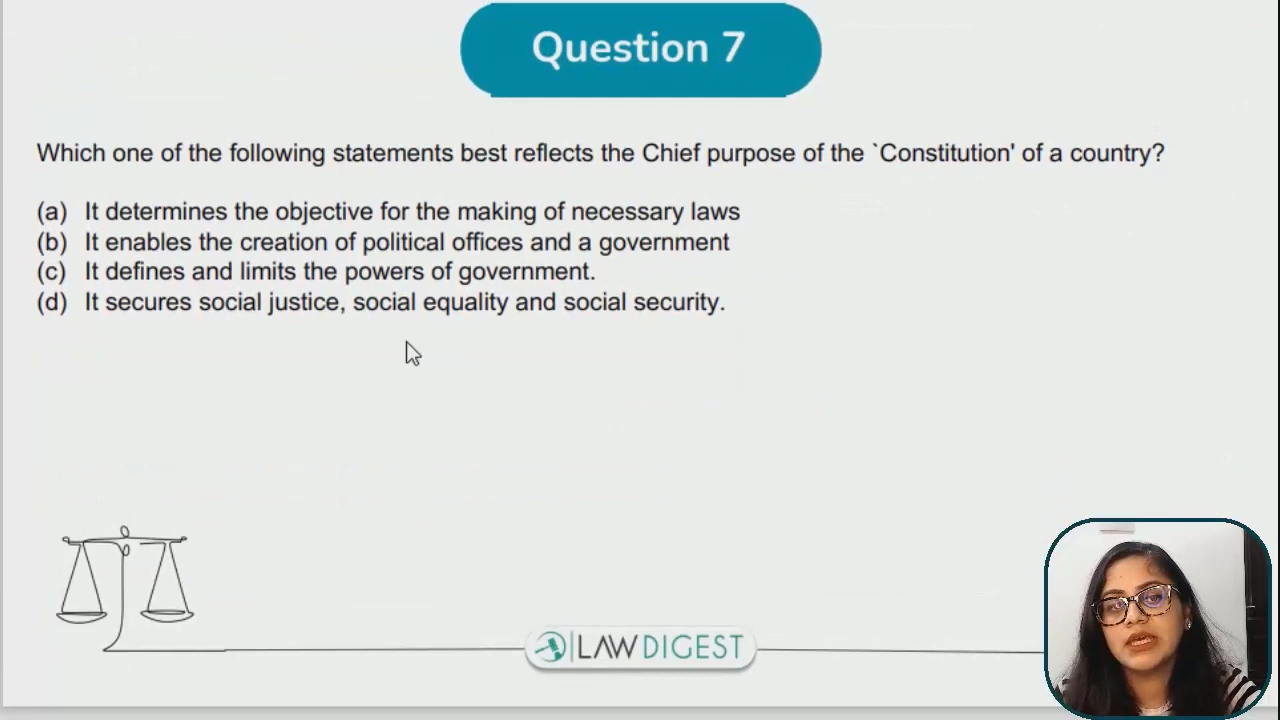 Question 7
Which one of the following statements best reflects the Chief purpose of the `Constitution' of a country?
(a) It determines the objective for the making of necessary laws
(b) It enables the creation of political offices and a government
(c) It defines and limits the powers of government.
(d) It secures social justice, social equality and social security.
LAW DIGEST